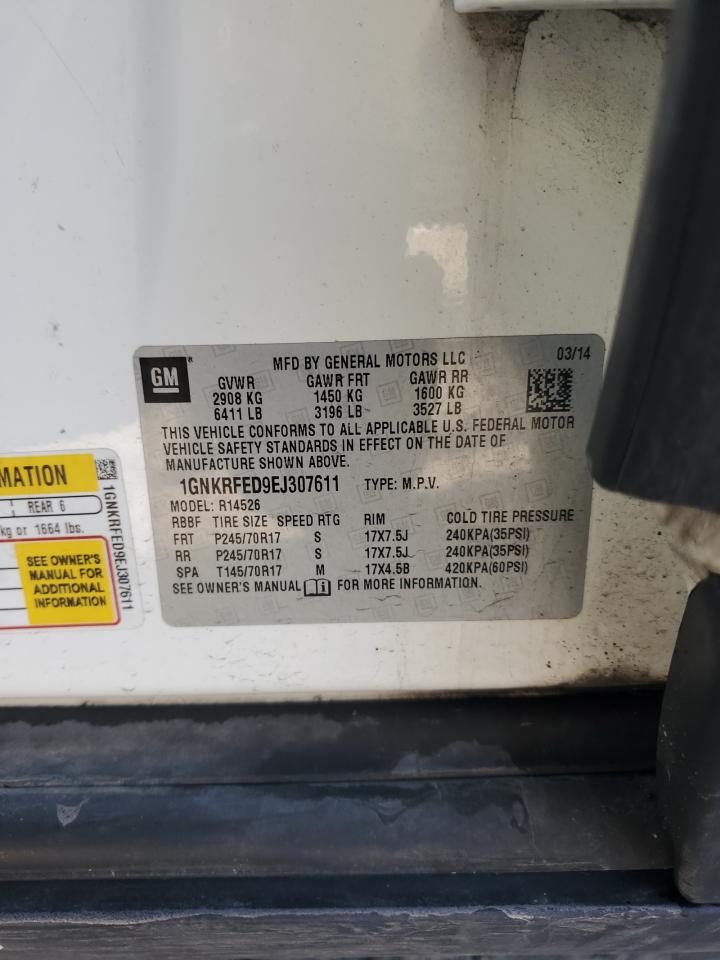 GM
MFD BY GENERAL MOTORS LLC
03/14
GVWR GAWR FRT GAWR RR
2908 KG 1450 KG 1600 KG
6411 LB 3196 LB 3527 LB
THIS VEHICLE CONFORMS TO ALL APPLICABLE U.S. FEDERAL MOTOR
VEHICLE SAFETY STANDARDS IN EFFECT ON THE DATE OF
MANUFACTURE SHOWN ABOVE.
1GNKRFED9EJ307611 TYPE: M.P.V.
MODEL: R14526
RBBF TIRE SIZE SPEED RTG RIM COLD TIRE PRESSURE
FRT P245/70R17 S 17X7.5J 240KPA(35PSI)
RR P245/70R17 S 17X7.5J 240KPA(35PSI)
SPA T145/70R17 M 17X4.5B 420KPA(60PSI)
SEE OWNER'S MANUAL FOR MORE INFORMATION.
MATION
REAR 6
kg or 1664 lbs.
SEE OWNER'S
MANUAL FOR
ADDITIONAL
INFORMATION
1GNKRFED9EJ307611